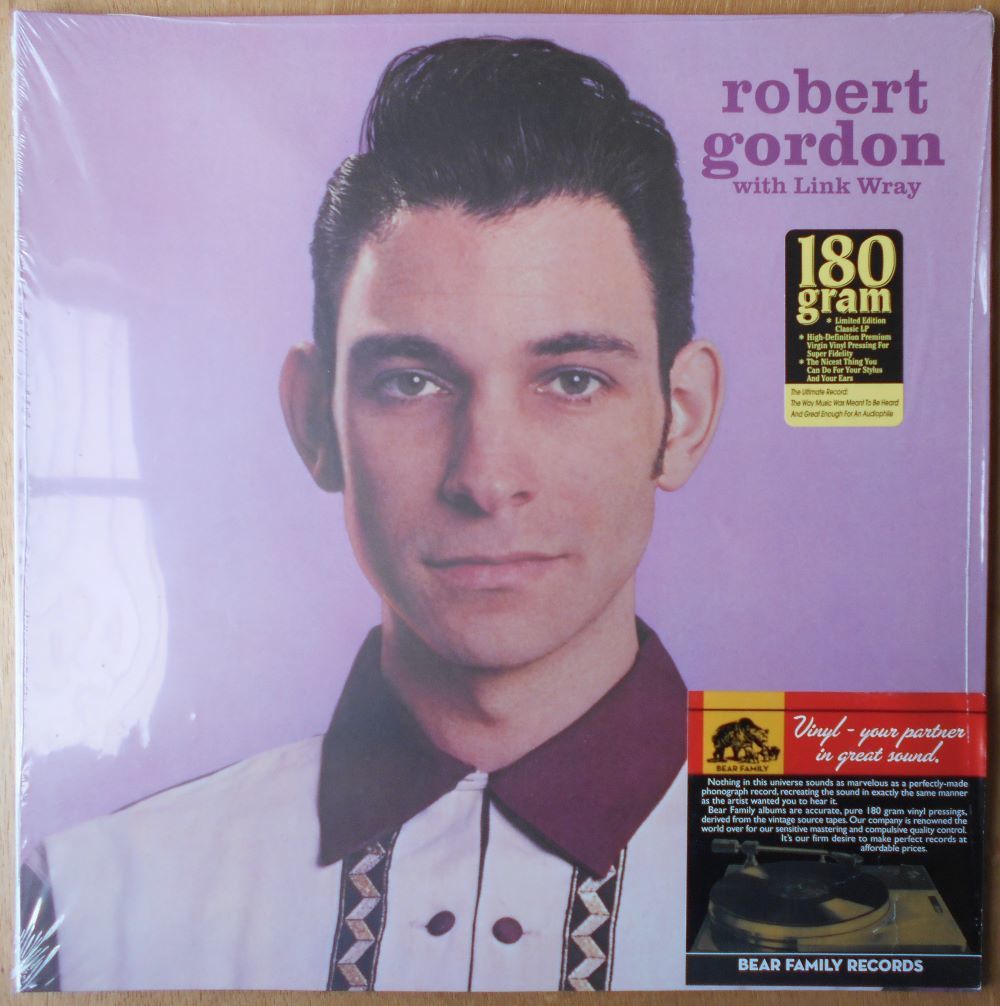 robert
gordon
with Link Wray
180
gram
* Limited Edition
Classic LP
* High-Definition Premium
Virgin Vinyl Pressing For
Super Fidelity
* The Nicest Thing You
Can Do For Your Stylus
And Your Ears
The Ultimate Record:
The Way Music Was Meant To Be Heard
And Great Enough For An Audiophile
BEAR FAMILY
Vinyl - your partner
in great sound.
Nothing in this universe sounds as marvelous as a perfectly-made
phonograph record, recreating the sound in exactly the same manner
as the artist wanted you to hear it.
Bear Family albums are accurate, pure 180 gram vinyl pressings,
derived from the vintage source tapes. Our company is renowned the
world over for our sensitive mastering and compulsive quality control.
It's our firm desire to make perfect records at
affordable prices.
BEAR FAMILY RECORDS